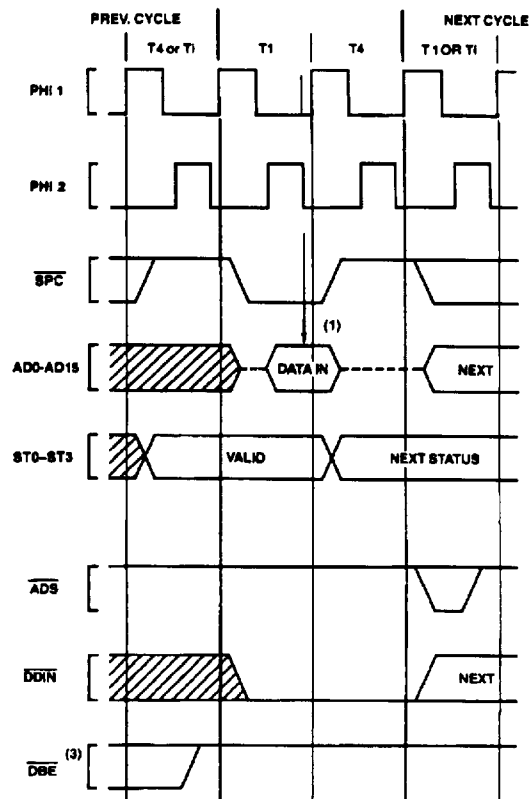 PREV. CYCLE NEXT CYCLE
T4 or Ti T1 T4 T1 OR Ti
PHI 1
PHI 2
SPC
(1)
AD0-AD15 DATA IN NEXT
ST0–ST3 VALID NEXT STATUS
ADS
DDIN NEXT
DBE (3)